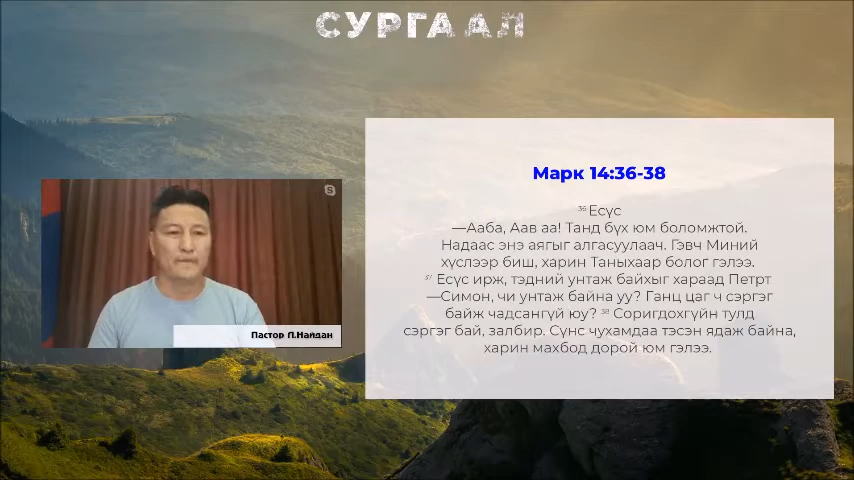 СУРГААЛ
Марк 14:36-38
36 Есүс
—Ааба, Аав аа! Танд бүх юм боломжтой.
Надаас энэ аягыг алгасуулаач. Гэвч Миний
хүслээр биш, харин Таныхаар болог гэлээ.
37 Есүс ирж, тэдний унтаж байхыг хараад Петрт
—Симон, чи унтаж байна уу? Ганц цаг ч сэргэг
байж чадсангүй юу? 38 Соригдохгүйн тулд
сэргэг бай, залбир. Сүнс чухамдаа тэсэн ядаж байна,
харин махбод дорой юм гэлээ.
S
Пастор Л.Найдан